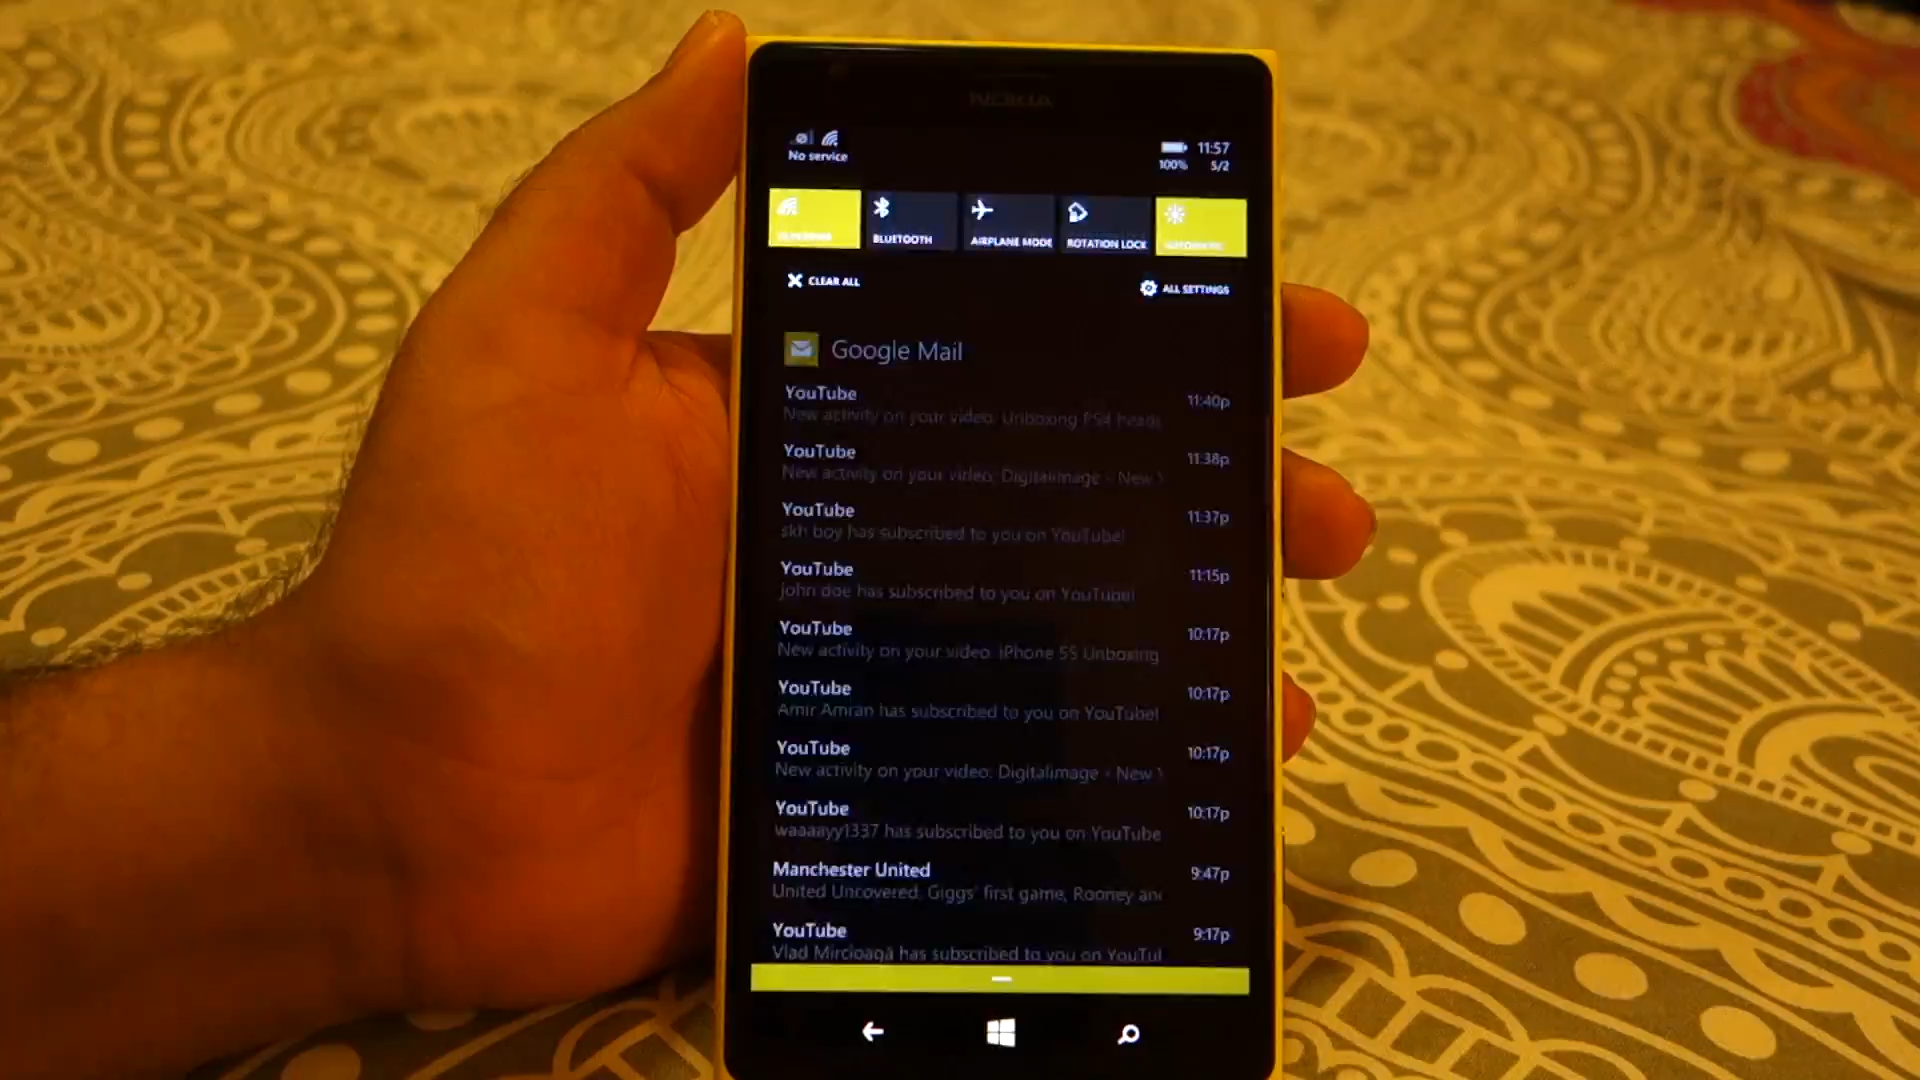 NOKIA
No service
11:57
100% 5/2
BLUETOOTH
AIRPLANE MODE
ROTATION LOCK
AUTOMATIC
CLEAR ALL
ALL SETTINGS
Google Mail
YouTube 11:40p
New activity on your video: Unboxing PS4 heads
YouTube 11:38p
New activity on your video: Digitalimage - New
YouTube 11:37p
skh boy has subscribed to you on YouTube!
YouTube 11:15p
john doe has subscribed to you on YouTube!
YouTube 10:17p
New activity on your video: iPhone 5S Unboxing
YouTube 10:17p
Amir Amran has subscribed to you on YouTube!
YouTube 10:17p
New activity on your video: Digitalimage - New
YouTube 10:17p
waaaayy1337 has subscribed to you on YouTube
Manchester United 9:47p
United Uncovered: Giggs' first game, Rooney and
YouTube 9:17p
Vlad Mircioagă has subscribed to you on YouTu